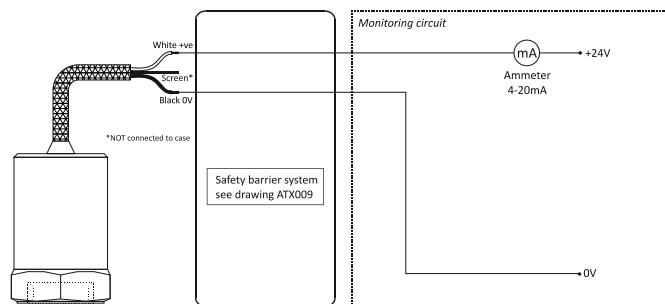 Monitoring circuit
White +ve
mA
+24V
Screen*
Ammeter
4-20mA
Black 0V
*NOT connected to case
Safety barrier system
see drawing ATX009
0V